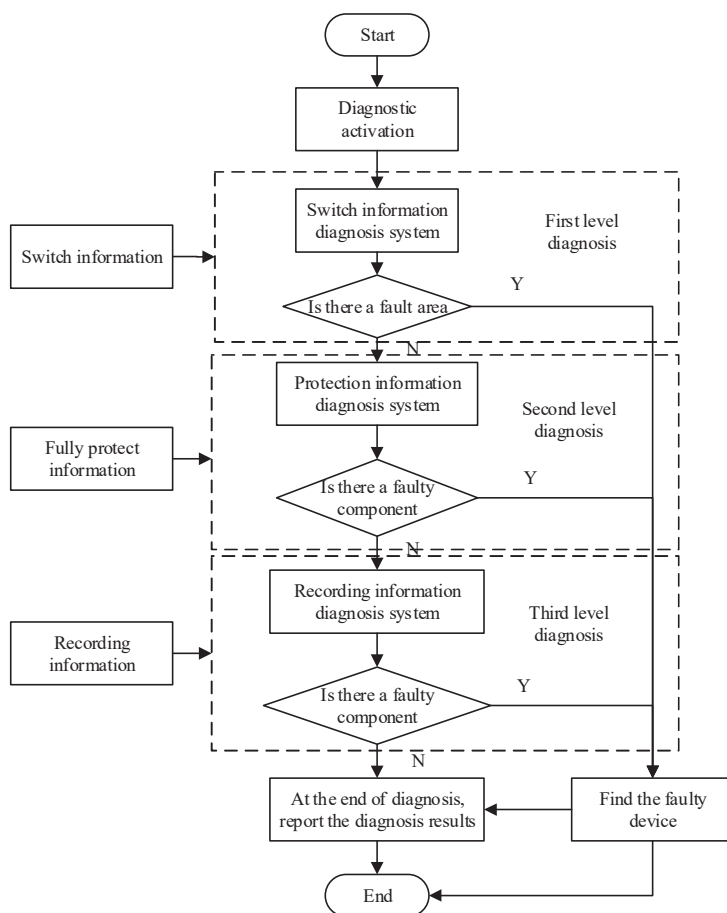 Start
Diagnostic
activation
Switch information
diagnosis system
First level
diagnosis
Switch information
Is there a fault area
Y
N
Protection information
diagnosis system
Second level
diagnosis
Fully protect
information
Is there a faulty
component
Y
N
Recording information
diagnosis system
Third level
diagnosis
Recording
information
Is there a faulty
component
Y
N
At the end of diagnosis,
report the diagnosis results
Find the faulty
device
End